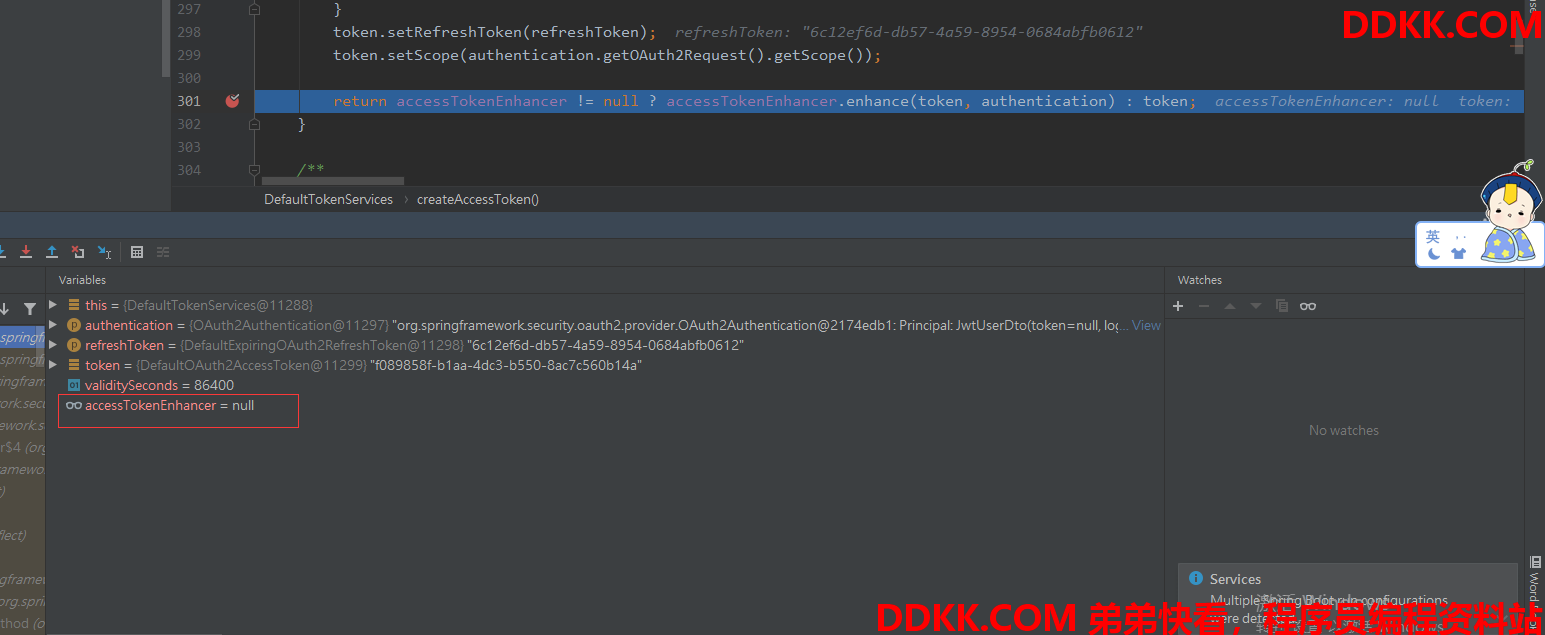 297 }
298 token.setRefreshToken(refreshToken); refreshToken: "6c12ef6d-db57-4a59-8954-0684abfb0612"
299 token.setScope(authentication.getOAuth2Request().getScope());
300
301 return accessTokenEnhancer != null ? accessTokenEnhancer.enhance(token, authentication) : token; accessTokenEnhancer: null token:
302 }
303
304 /**
DDKK.COM
DefaultTokenServices › createAccessToken()
英
Variables
Watches
this = {DefaultTokenServices@11288}
authentication = {OAuth2Authentication@11297} "org.springframework.security.oauth2.provider.OAuth2Authentication@2174edb1: Principal: JwtUserDto(token=null, log... View
refreshToken = {DefaultExpiringOAuth2RefreshToken@11298} "6c12ef6d-db57-4a59-8954-0684abfb0612"
token = {DefaultOAuth2AccessToken@11299} "f089858f-b1aa-4dc3-b550-8ac7c560b14a"
validitySeconds = 86400
accessTokenEnhancer = null
springf
springf
ingfram
ork.secu
ework.s
r$4 (org
ramewo
flect)
gframew
org.spri
thod (o
No watches
Services
Multiple Spring Boot run configurations
were detected
DDKK.COM 弟弟快看，程序员编程资料站